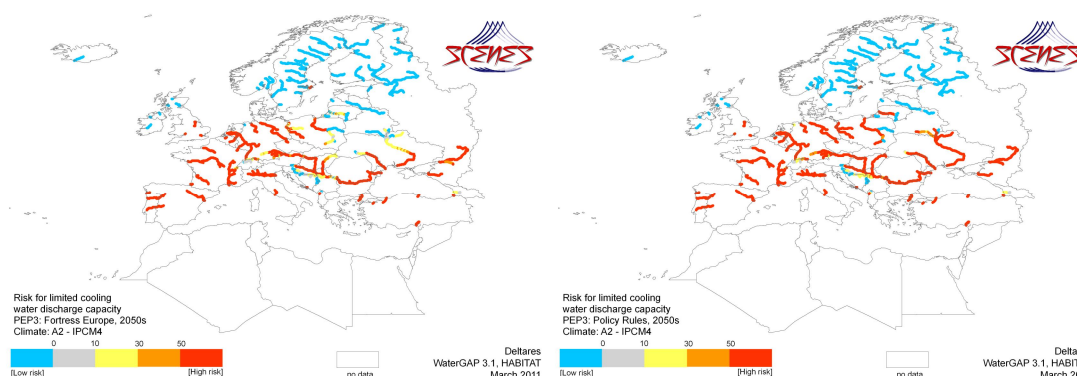 SCENES
Risk for limited cooling
water discharge capacity
PEP3: Fortress Europe, 2050s
Climate: A2 - IPCM4
0 10 30 50
[Low risk] [High risk]
no data
Deltares
WaterGAP 3.1, HABITAT
March 2011
SCENES
Risk for limited cooling
water discharge capacity
PEP3: Policy Rules, 2050s
Climate: A2 - IPCM4
0 10 30 50
[Low risk] [High risk]
no data
Deltares
WaterGAP 3.1, HABIT
March 20